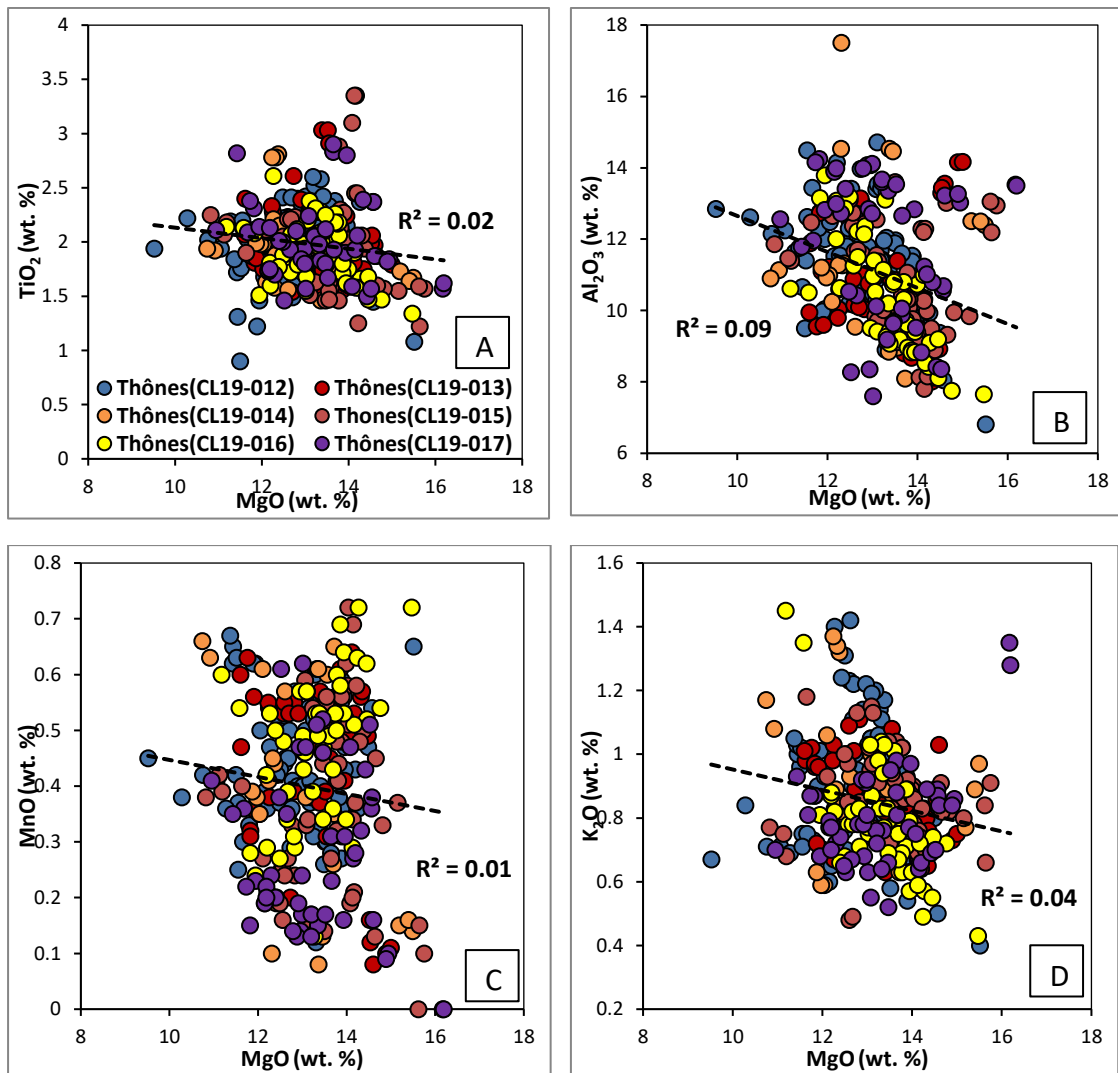 4
3.5
3
2.5
2
1.5
1
0.5
0
TiO₂ (wt. %)
R² = 0.02
A
Thônes(CL19-012) Thônes(CL19-013)
Thônes(CL19-014) Thones(CL19-015)
Thônes(CL19-016) Thônes(CL19-017)
8 10 12 14 16 18
MgO (wt. %)
18
16
14
12
10
8
6
Al₂O₃ (wt. %)
R² = 0.09
B
8 10 12 14 16 18
MgO (wt. %)
0.8
0.7
0.6
0.5
0.4
0.3
0.2
0.1
0
MnO (wt. %)
R² = 0.01
C
8 10 12 14 16 18
MgO (wt. %)
1.6
1.4
1.2
1
0.8
0.6
0.4
0.2
K₂O (wt. %)
R² = 0.04
D
8 10 12 14 16 18
MgO (wt. %)